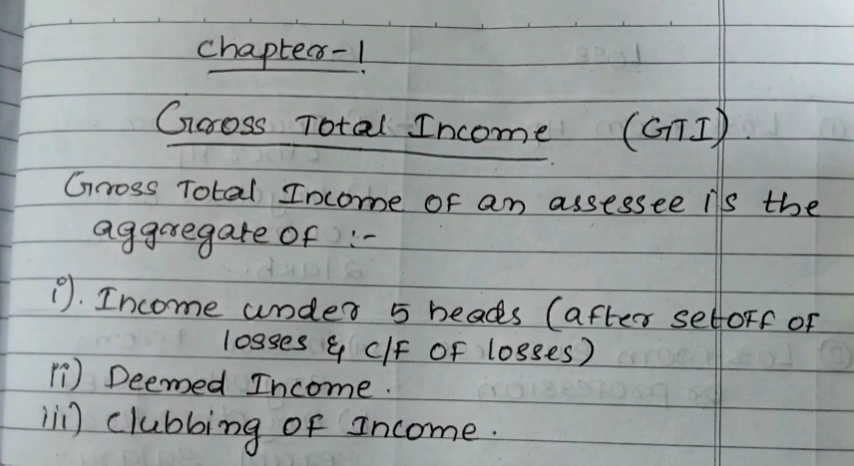 Chapter-1
Gross Total Income (GTI).
Gross Total Income of an assessee is the
aggregate of :-
i). Income under 5 heads (after setoff of
losses & C/F of losses)
ii) Deemed Income.
iii) Clubbing of Income.